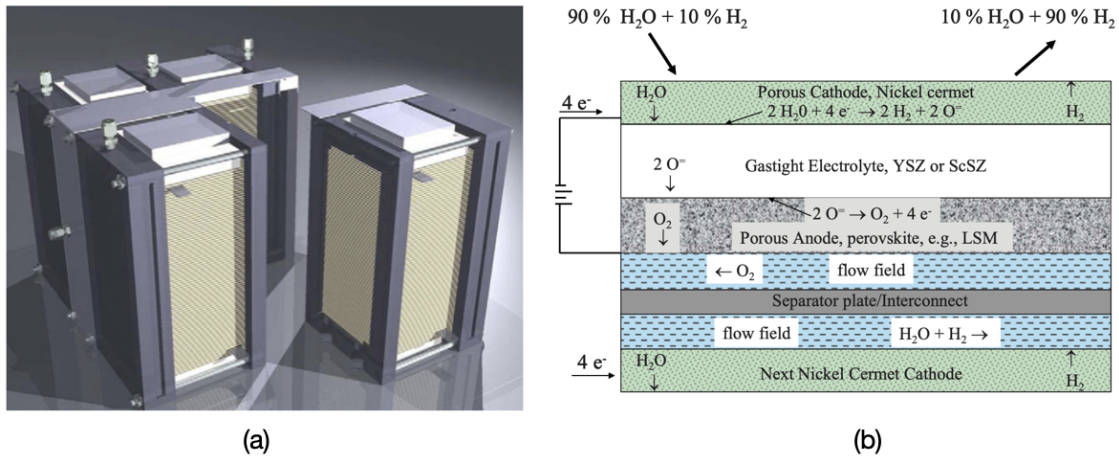 90 % H₂O + 10 % H₂
10 % H₂O + 90 % H₂
4 e⁻
H₂O
↓
Porous Cathode, Nickel cermet
2 H₂0 + 4 e⁻ → 2 H₂ + 2 O⁼
↑
H₂
2 O⁼
↓
Gastight Electrolyte, YSZ or ScSZ
O₂
↓
2 O⁼ → O₂ + 4 e⁻
Porous Anode, perovskite, e.g., LSM
← O₂
flow field
Separator plate/Interconnect
flow field
H₂O + H₂ →
4 e⁻
H₂O
↓
Next Nickel Cermet Cathode
↑
H₂
(a)
(b)